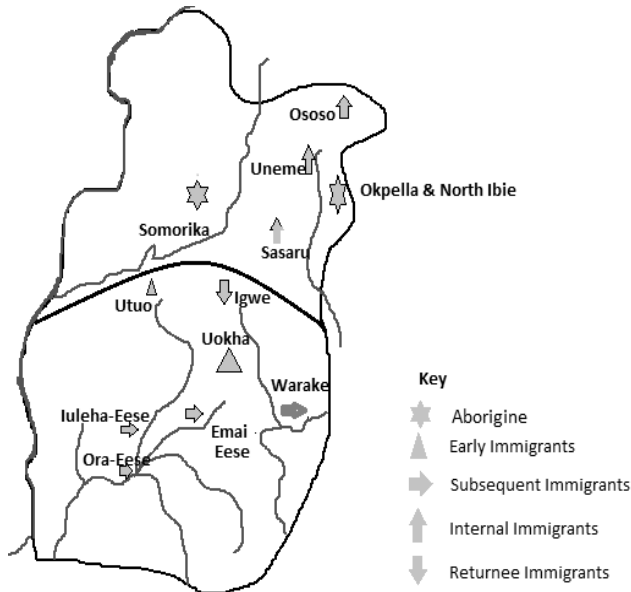 Ososo
Uneme
Okpella & North Ibie
Somorika
Sasaru
Utuo
Igwe
Uokha
Warake
Iuleha-Eese
Emai
Eese
Ora-Eese
Key
Aborigine
Early Immigrants
Subsequent Immigrants
Internal Immigrants
Returnee Immigrants